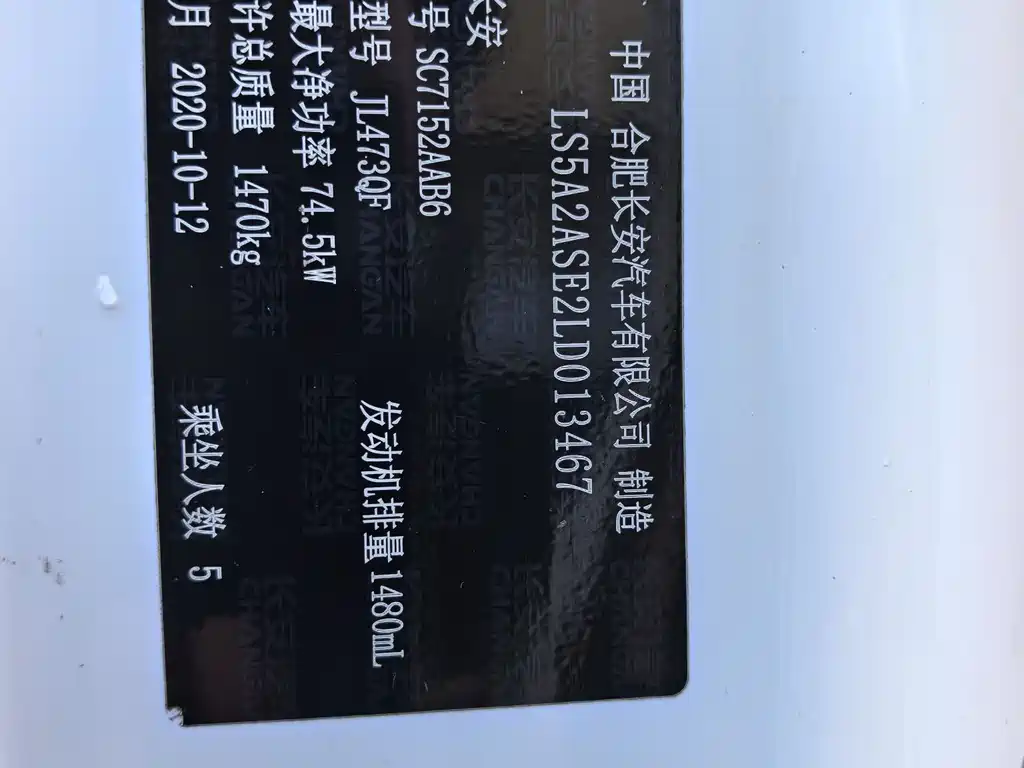 中国 合肥长安汽车有限公司 制造
LS5A2ASE2LD013467
长安
号 SC7152AAB6
型号 JL473QF 发动机排量 1480mL
最大净功率 74.5kW
许总质量 1470kg
月 2020-10-12 乘坐人数 5